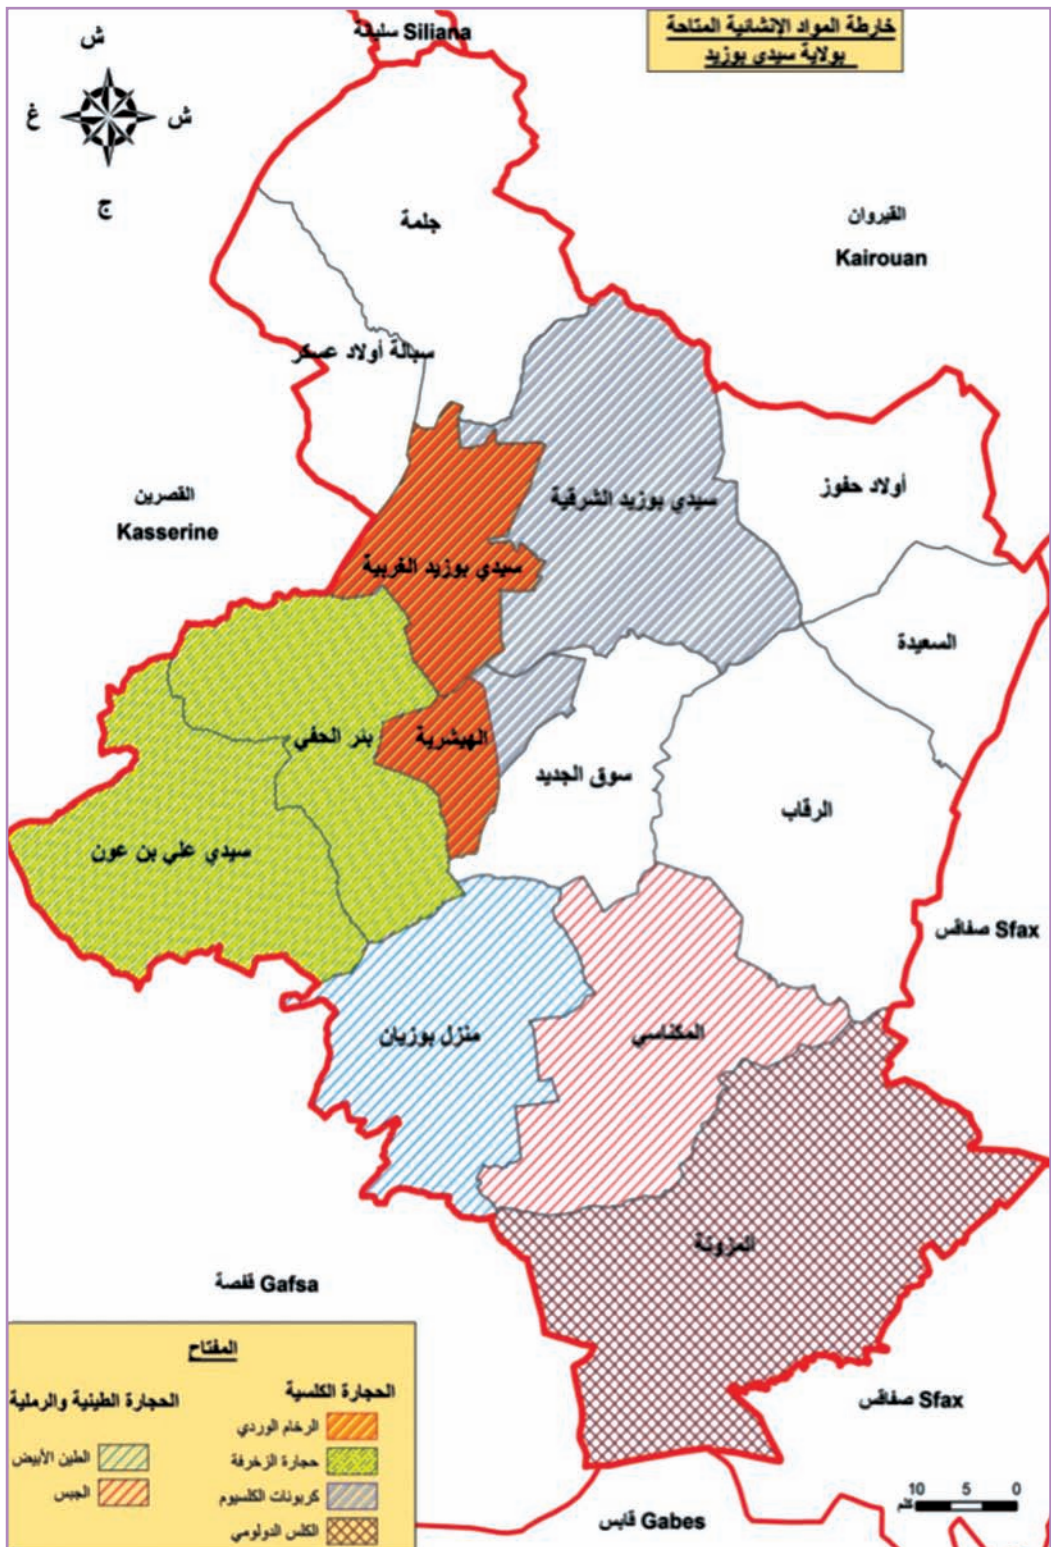 خارطة المواد الإنشائية المتاحة
بولاية سيدي بوزيد
ش
غ
ش
ج
سليانة Siliana
القيروان
Kairouan
جلمة
سبالة أولاد عسكر
القصرين
Kasserine
أولاد حفوز
سيدي بوزيد الشرقية
سيدي بوزيد الغربية
السعيدة
الهيشرية
بئر الحفي
سوق الجديد
الرقاب
سيدي علي بن عون
صفاقس Sfax
منزل بوزيان
المكناسي
المزونة
قفصة Gafsa
صفاقس Sfax
قابس Gabes
المفتاح
الحجارة الكلسية
الرخام الوردي
حجارة الزخرفة
كربونات الكلسيوم
الكلس الدولومي
الحجارة الطينية والرملية
الطين الأبيض
الجبس
10 5 0
كلم